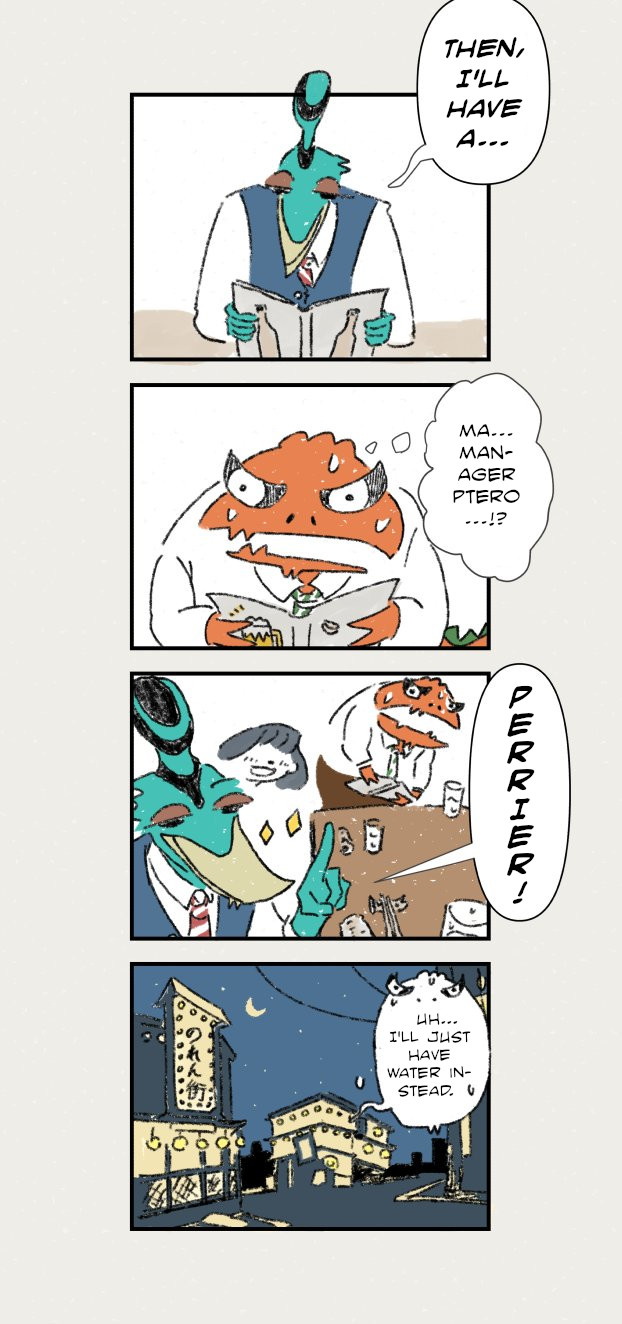 THEN,
I'LL
HAVE
A...
MA...
MAN-
AGER
PTERO
...!?
PERRIER!
のれん街
UH...
I'LL JUST
HAVE
WATER IN-
STEAD.